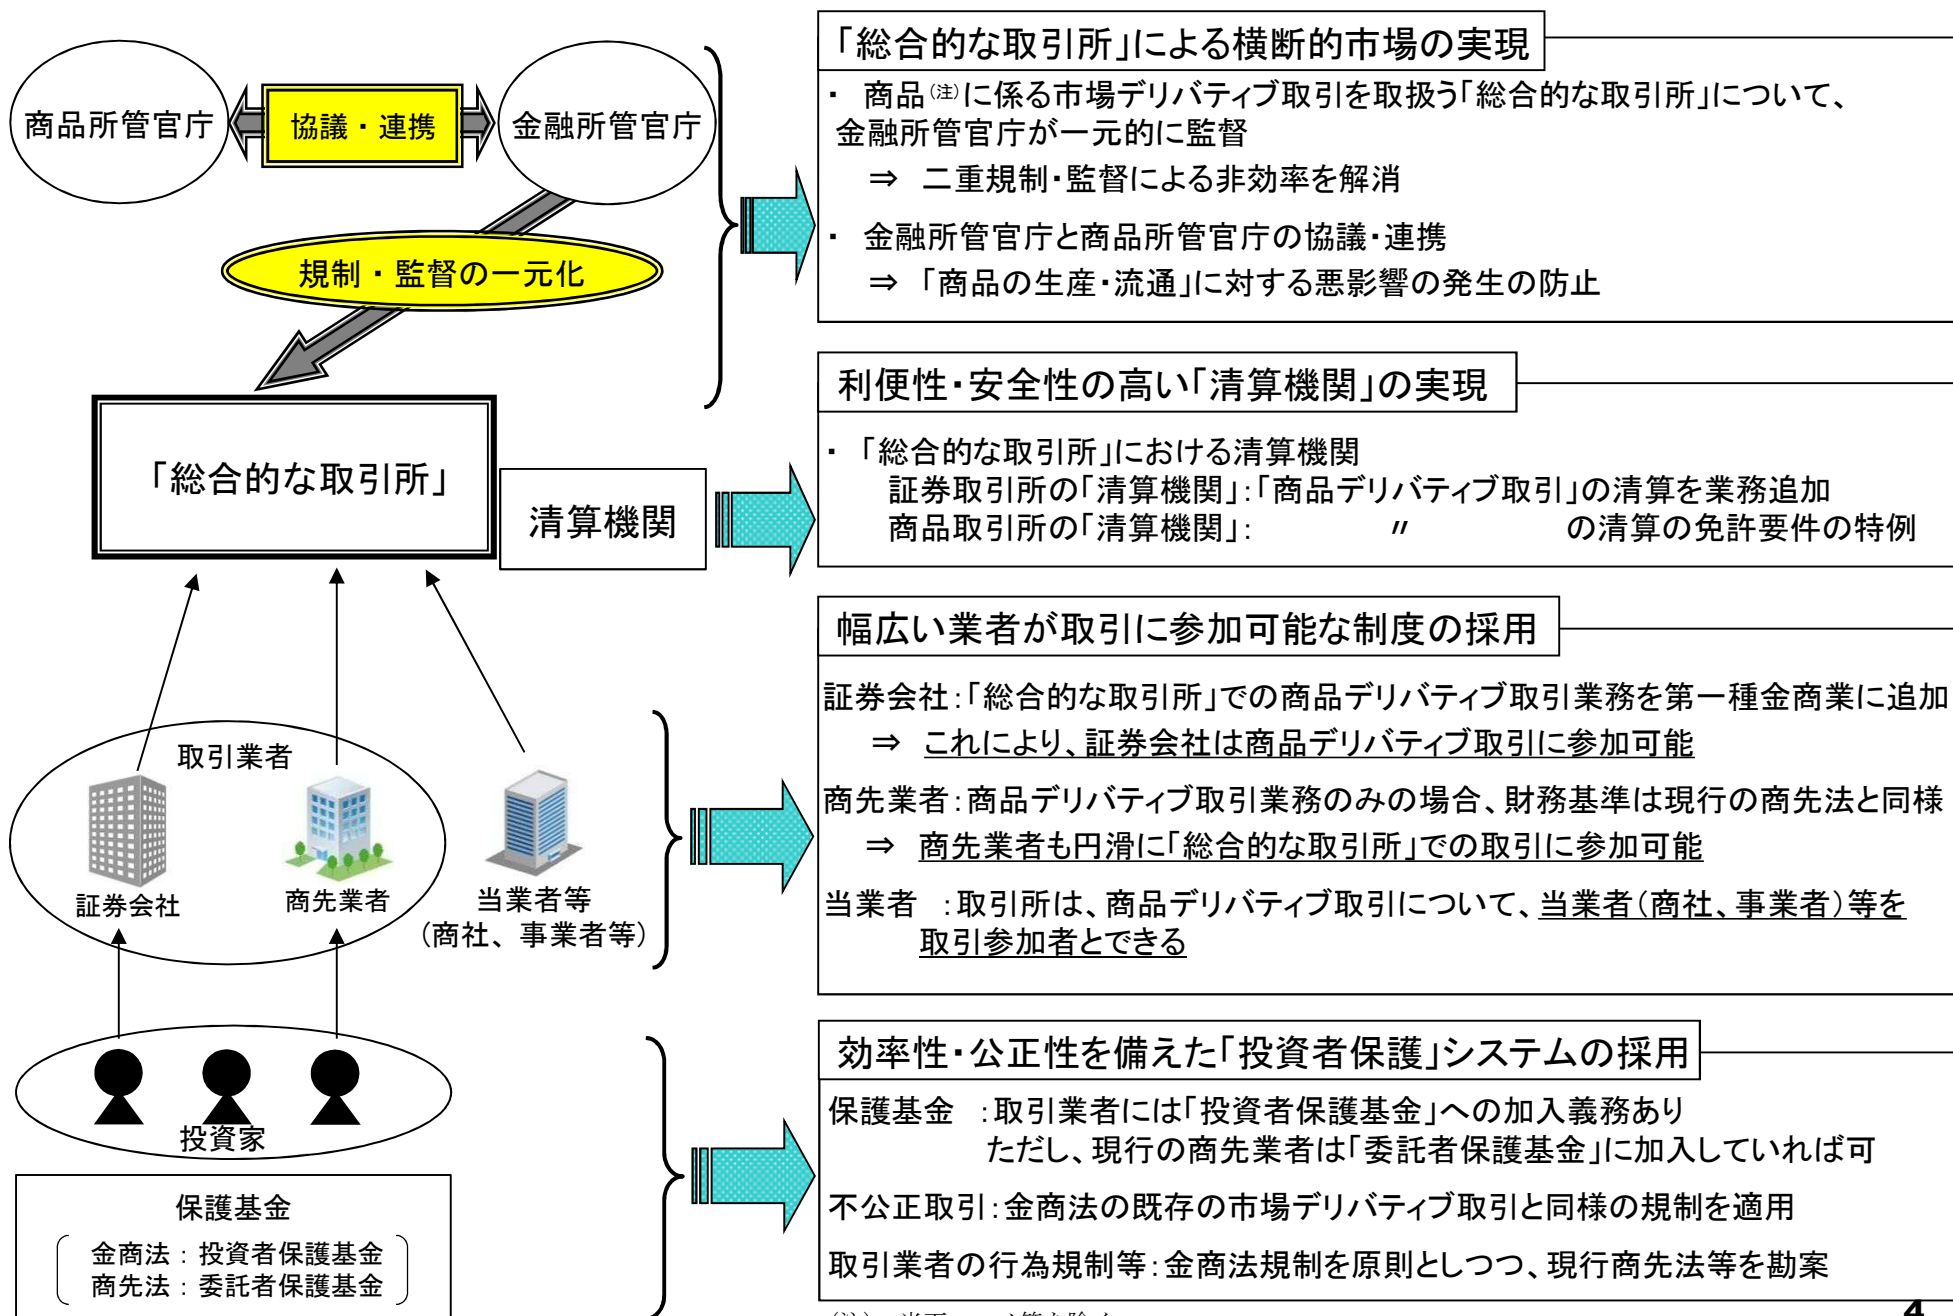 商品所管官庁
協議・連携
金融所管官庁
規制・監督の一元化
「総合的な取引所」
清算機関
取引業者
証券会社
商先業者
当業者等
(商社、事業者等)
投資家
保護基金
金商法:投資者保護基金
商先法:委託者保護基金
「総合的な取引所」による横断的市場の実現
・ 商品(注)に係る市場デリバティブ取引を取扱う「総合的な取引所」について、
金融所管官庁が一元的に監督
⇒ 二重規制・監督による非効率を解消
・ 金融所管官庁と商品所管官庁の協議・連携
⇒ 「商品の生産・流通」に対する悪影響の発生の防止
利便性・安全性の高い「清算機関」の実現
・ 「総合的な取引所」における清算機関
証券取引所の「清算機関」:「商品デリバティブ取引」の清算を業務追加
商品取引所の「清算機関」: 〃 の清算の免許要件の特例
幅広い業者が取引に参加可能な制度の採用
証券会社:「総合的な取引所」での商品デリバティブ取引業務を第一種金商業に追加
⇒ これにより、証券会社は商品デリバティブ取引に参加可能
商先業者:商品デリバティブ取引業務のみの場合、財務基準は現行の商先法と同様
⇒ 商先業者も円滑に「総合的な取引所」での取引に参加可能
当業者 :取引所は、商品デリバティブ取引について、当業者(商社、事業者)等を
取引参加者とできる
効率性・公正性を備えた「投資者保護」システムの採用
保護基金 :取引業者には「投資者保護基金」への加入義務あり
ただし、現行の商先業者は「委託者保護基金」に加入していれば可
不公正取引:金商法の既存の市場デリバティブ取引と同様の規制を適用
取引業者の行為規制等:金商法規制を原則としつつ、現行商先法等を勘案
4